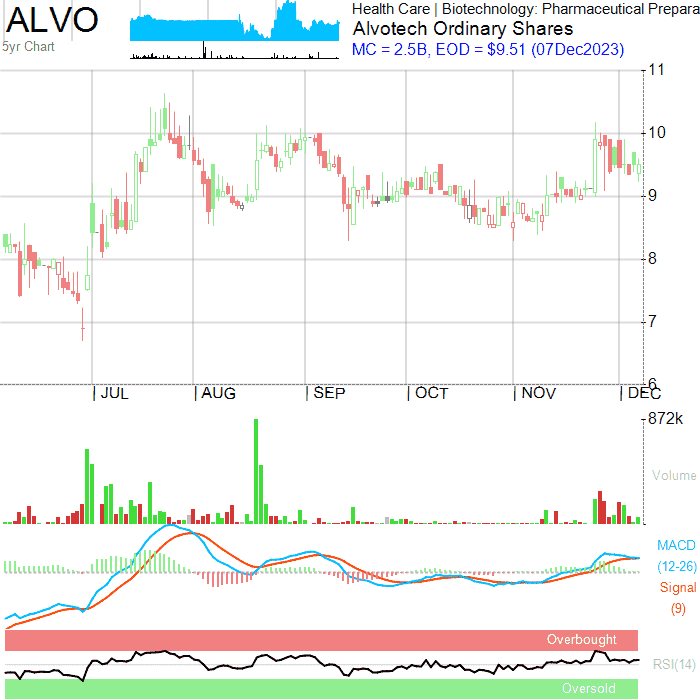 ALVO
5yr Chart
Health Care | Biotechnology: Pharmaceutical Prepara
Alvotech Ordinary Shares
MC = 2.5B, EOD = $9.51 (07Dec2023)
11
10
9
8
7
6
| JUL | AUG | SEP | OCT | NOV | DEC
872k
Volume
MACD
(12-26)
Signal
(9)
Overbought
RSI(14)
Oversold